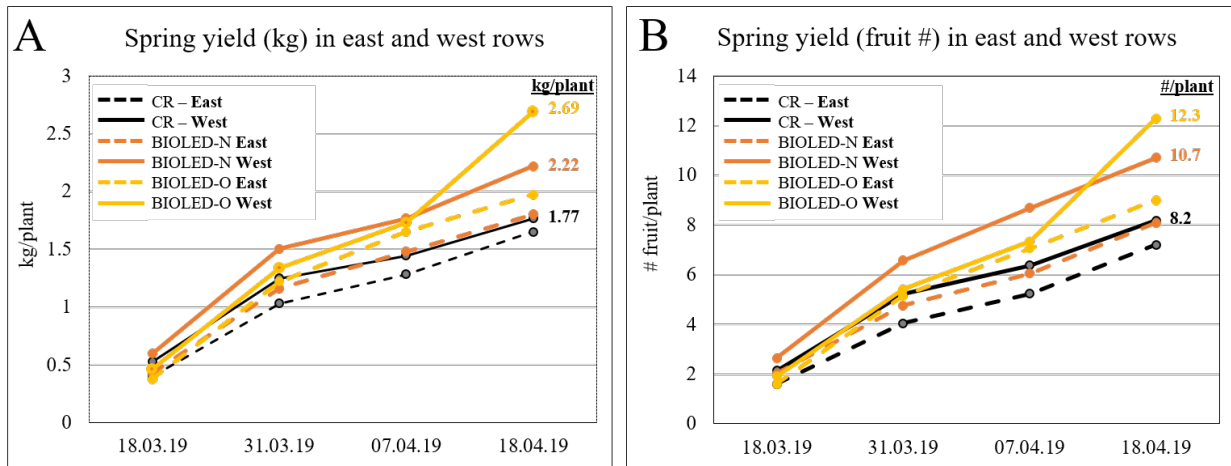 A
Spring yield (kg) in east and west rows
kg/plant
3
2.5
2
1.5
1
0.5
0
kg/plant
CR – East
CR – West
BIOLED-N East
BIOLED-N West
BIOLED-O East
BIOLED-O West
2.69
2.22
1.77
18.03.19 31.03.19 07.04.19 18.04.19
B
Spring yield (fruit #) in east and west rows
# fruit/plant
14
12
10
8
6
4
2
0
#/plant
CR – East
CR – West
BIOLED-N East
BIOLED-N West
BIOLED-O East
BIOLED-O West
12.3
10.7
8.2
18.03.19 31.03.19 07.04.19 18.04.19